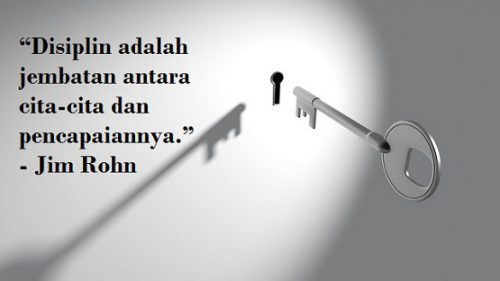 “Disiplin adalah
jembatan antara
cita-cita dan
pencapaiannya.”
- Jim Rohn